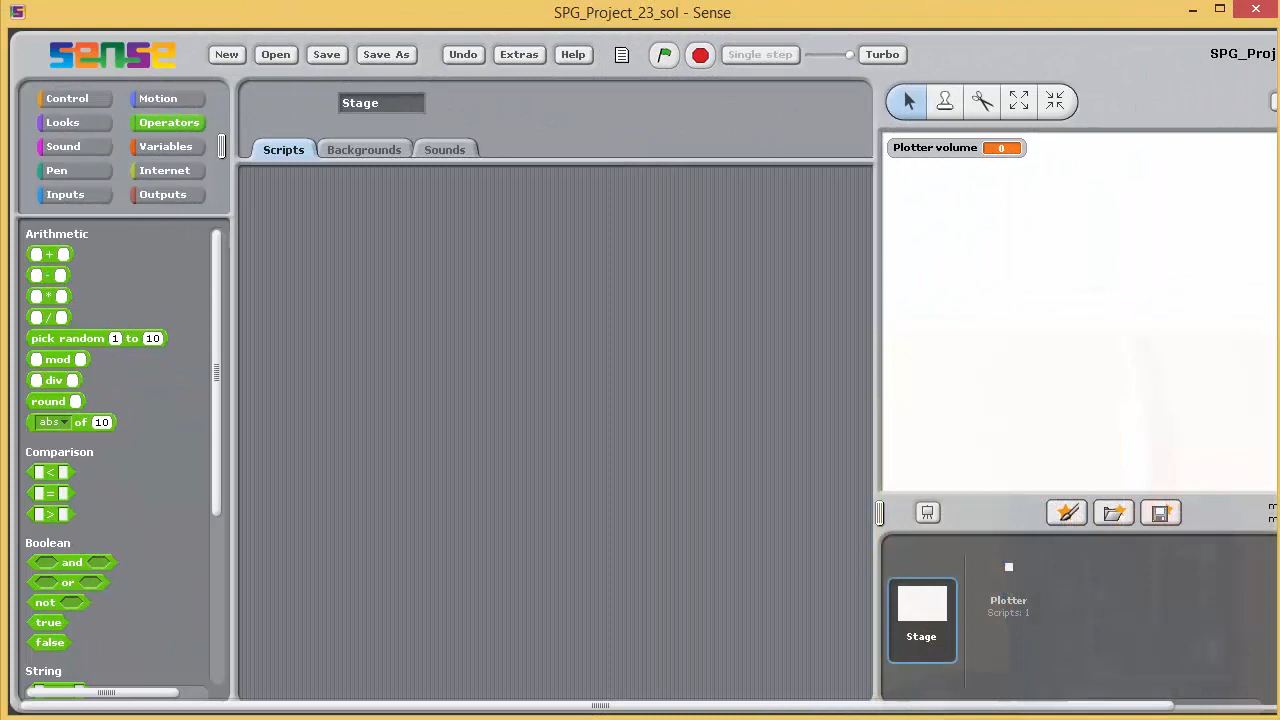 SPG_Project_23_sol - Sense
sense
New Open Save Save As Undo Extras Help Single step Turbo
SPG_Proj
Control Motion
Looks Operators
Sound Variables
Pen Internet
Inputs Outputs
Stage
Scripts Backgrounds Sounds
Plotter volume 0
Arithmetic
+
-
*
/
pick random 1 to 10
mod
div
round
abs of 10
Comparison
<
=
>
Boolean
and
or
not
true
false
String
Stage
Plotter
Scripts: 1